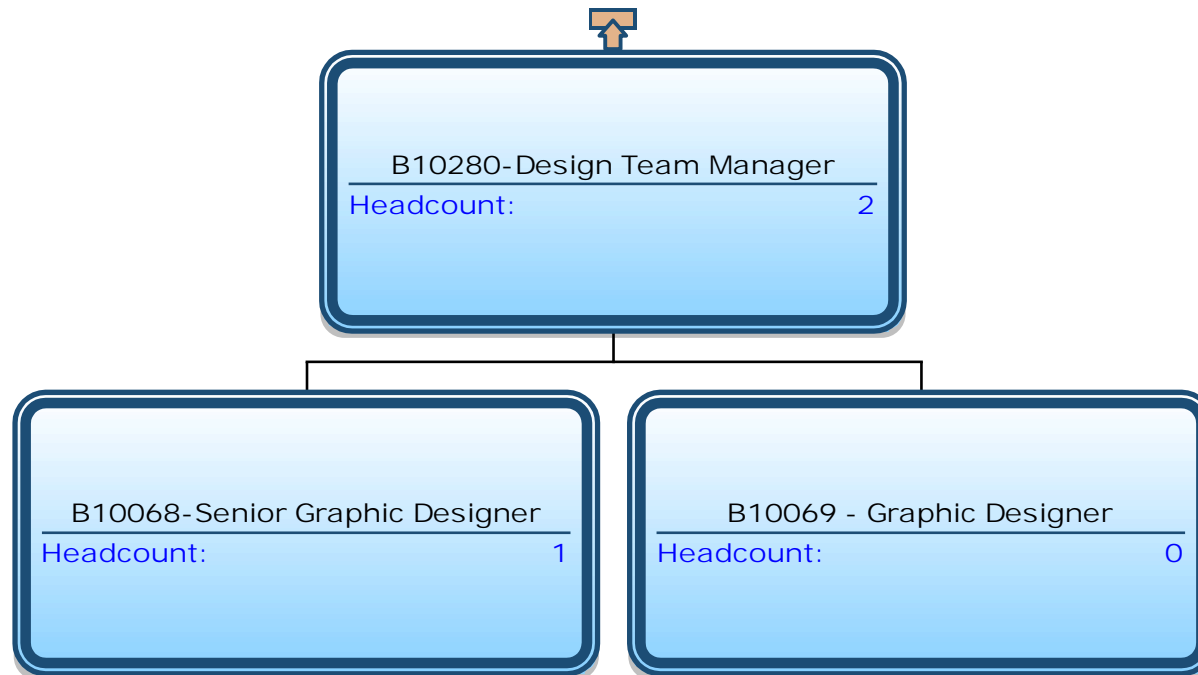 B10280-Design Team Manager
Headcount: 2
B10068-Senior Graphic Designer
Headcount: 1
B10069 - Graphic Designer
Headcount: 0